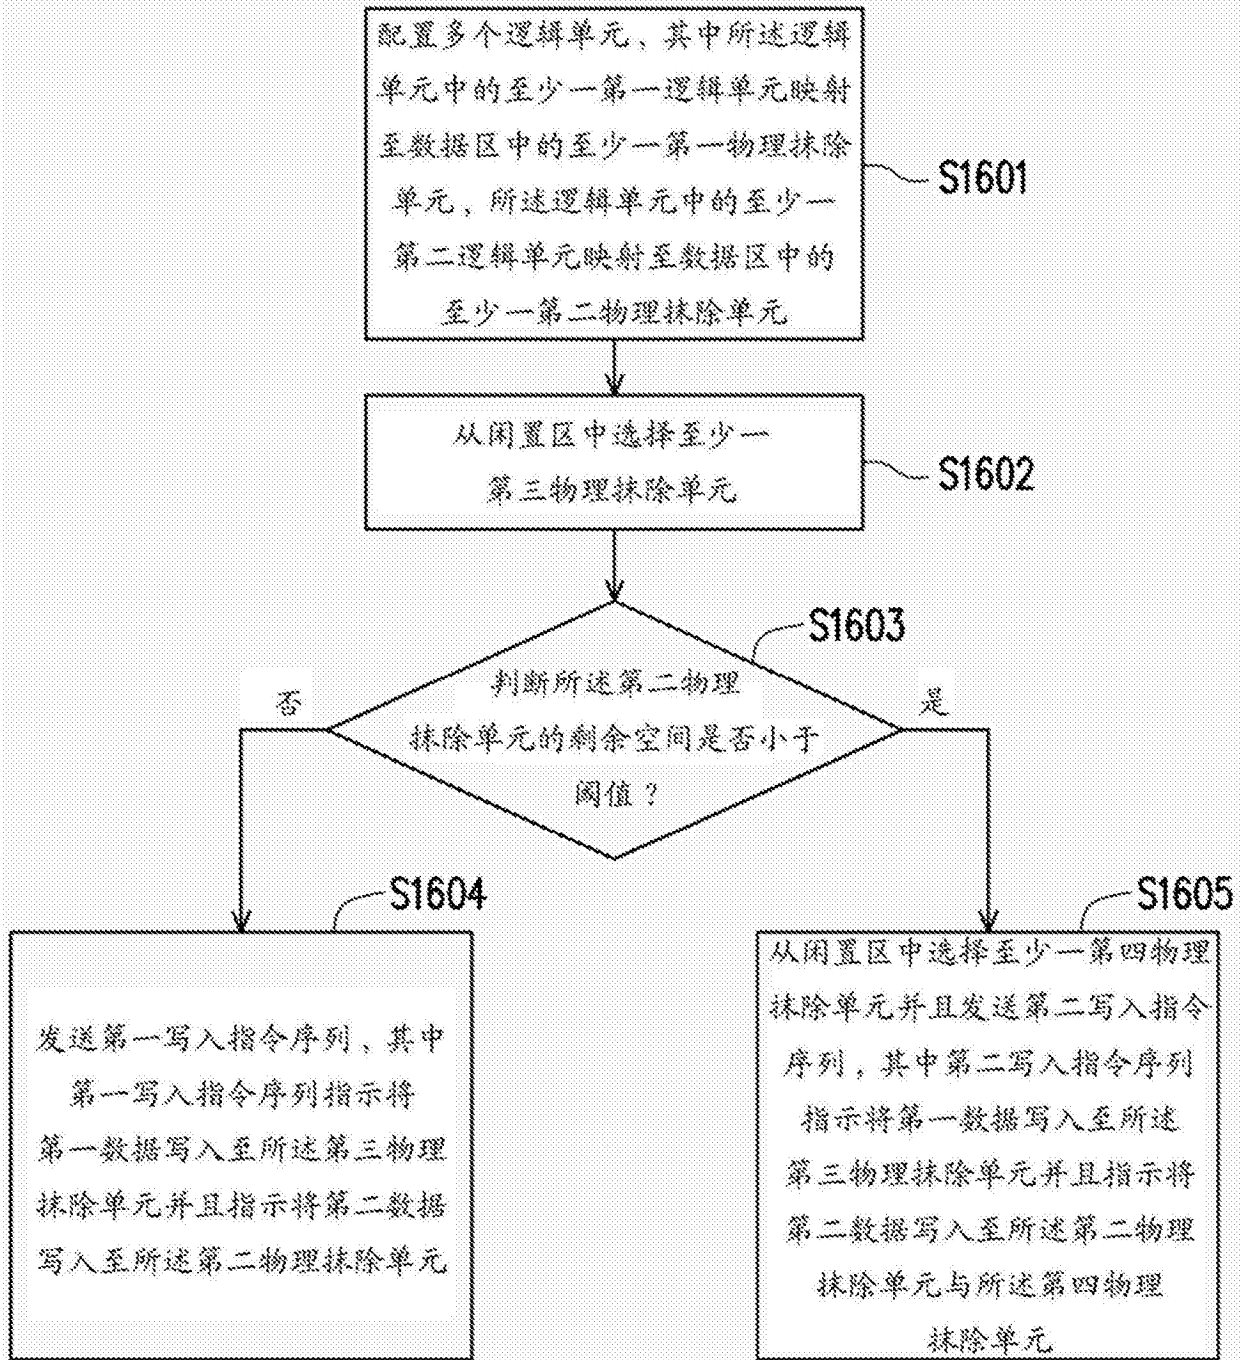 配置多个逻辑单元，其中所述逻辑
单元中的至少一第一逻辑单元映射
至数据区中的至少一第一物理抹除
单元，所述逻辑单元中的至少一
第二逻辑单元映射至数据区中的
至少一第二物理抹除单元
S1601
从闲置区中选择至少一
第三物理抹除单元
S1602
S1603
判断所述第二物理
抹除单元的剩余空间是否小于
阈值？
否
是
S1604
发送第一写入指令序列，其中
第一写入指令序列指示将
第一数据写入至所述第三物理
抹除单元并且指示将第二数据
写入至所述第二物理抹除单元
S1605
从闲置区中选择至少一第四物理
抹除单元并且发送第二写入指令
序列，其中第二写入指令序列
指示将第一数据写入至所述
第三物理抹除单元并且指示将
第二数据写入至所述第二物理
抹除单元与所述第四物理
抹除单元